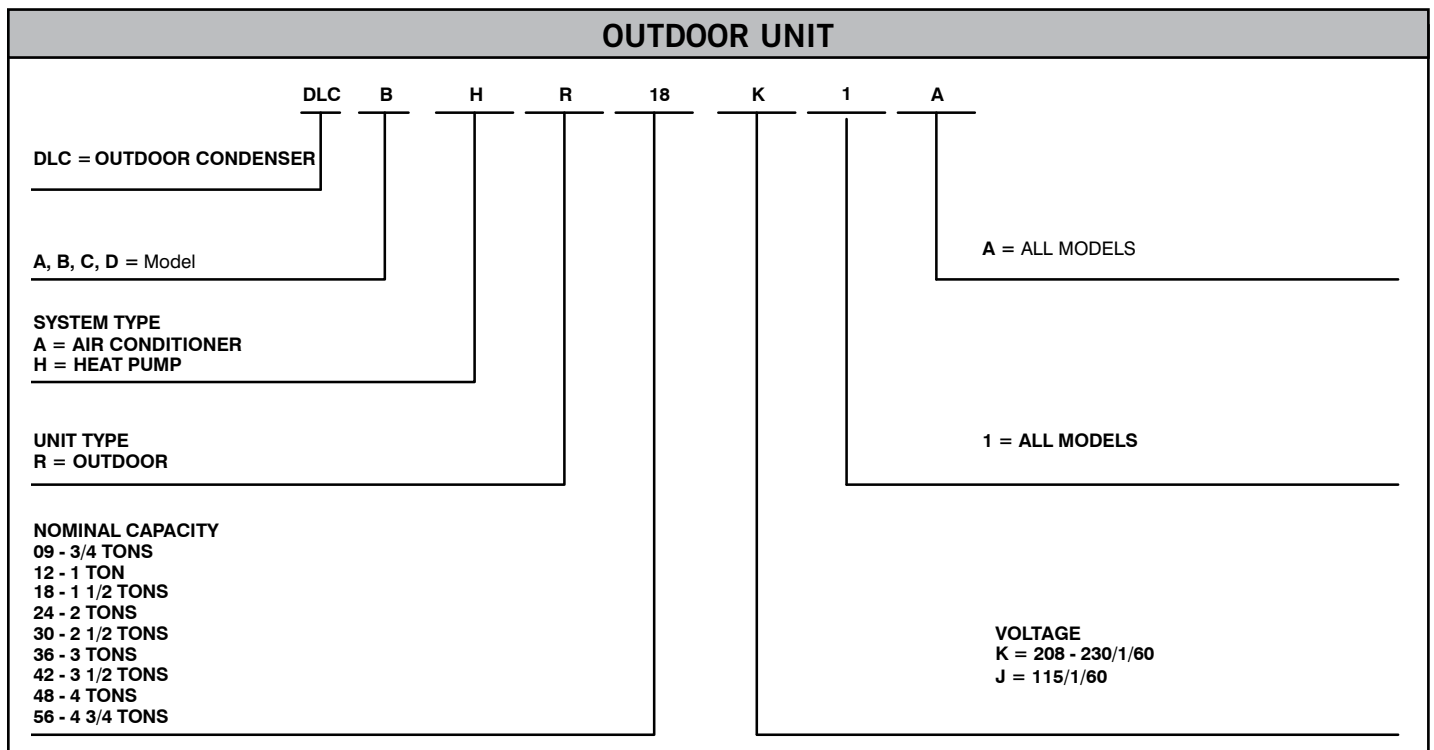 OUTDOOR UNIT
DLC B H R 18 K 1 A
DLC = OUTDOOR CONDENSER
A, B, C, D = Model
A = ALL MODELS
SYSTEM TYPE
A = AIR CONDITIONER
H = HEAT PUMP
UNIT TYPE
R = OUTDOOR
1 = ALL MODELS
NOMINAL CAPACITY
09 - 3/4 TONS
12 - 1 TON
18 - 1 1/2 TONS
24 - 2 TONS
30 - 2 1/2 TONS
36 - 3 TONS
42 - 3 1/2 TONS
48 - 4 TONS
56 - 4 3/4 TONS
VOLTAGE
K = 208 - 230/1/60
J = 115/1/60